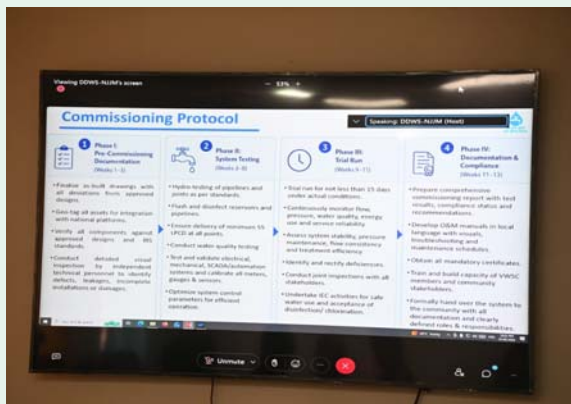 Viewing DDWS-NJJM's screen
53%
Commissioning Protocol
Speaking: DDWS-NJJM (Host)
1
Phase I:
Pre-Commissioning
Documentation
• Finalize as-built drawings with
all deviations from approved
designs.
• Geo-tag all assets for integration
with national platforms.
• Verify all components against
approved designs and BIS
standards.
• Conduct detailed visual
inspections by independent
technical personnel to identify
defects, leakages, incomplete
installations or damages.
2
Phase II:
System Testing
• Hydro-testing of pipelines and
joints as per standards.
• Flush and disinfect reservoirs and
pipelines.
• Ensure delivery of minimum 55
LPCD at all points.
• Conduct water quality testing
• Test and validate electrical,
mechanical, SCADA/automation
systems and calibrate all meters,
gauges & sensors.
• Optimize system control
parameters for efficient
operation.
3
Phase III:
Trial Run
• Trial run for not less than 15 days
under actual conditions.
• Continuously monitor flow,
pressure, water quality, energy
use and service reliability.
• Assess system stability, pressure
maintenance, flow consistency
and treatment efficiency.
• Identify and rectify deficiencies.
• Conduct joint inspections with all
stakeholders.
• Undertake IEC activities for safe
water use and acceptance of
disinfection/ chlorination.
4
Phase IV:
Documentation &
Compliance
(Weeks 11-13)
• Prepare comprehensive
commissioning report with test
results, compliance status and
recommendations.
• Develop O&M manuals in local
language with visuals,
troubleshooting and
maintenance schedules.
• Obtain all mandatory certificates.
• Train and build capacity of VWSC
members and community
stakeholders.
• Formally hand over the system to
the community with all
documentation and clearly
defined roles & responsibilities.
Unmute